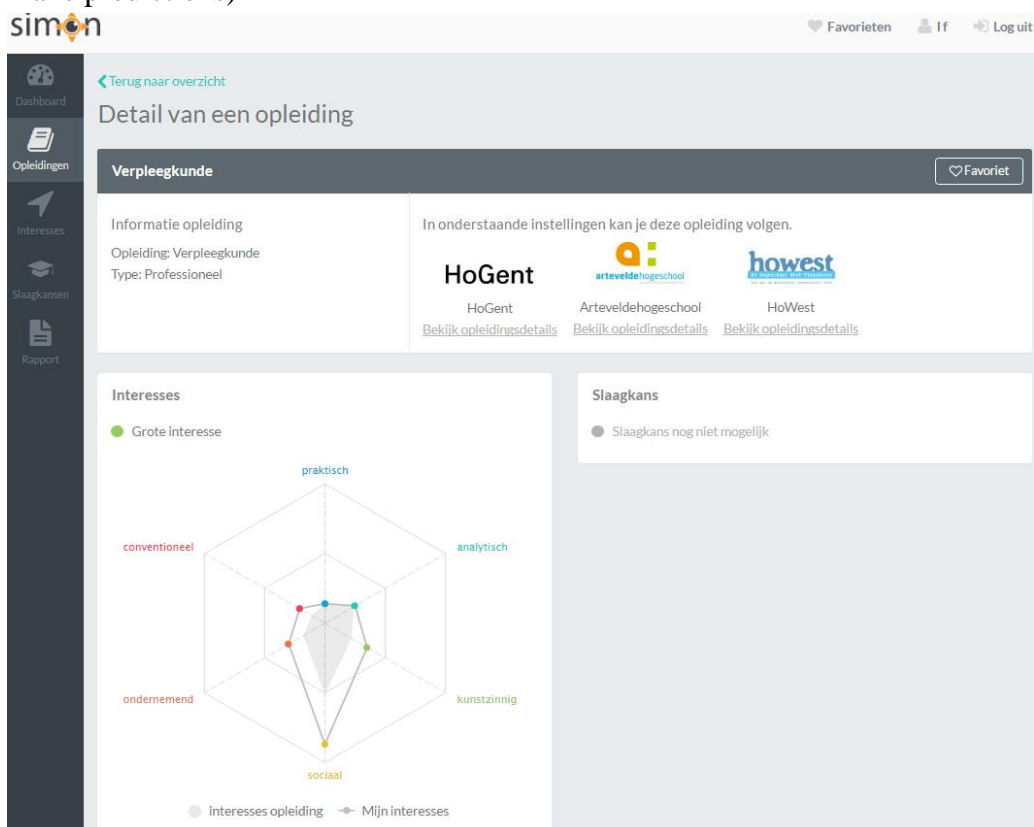 make predictions)
simon
Favorieten
I f
Log uit
Dashboard
Opleidingen
Interesses
Slaagkansen
Rapport
Terug naar overzicht
Detail van een opleiding
Verpleegkunde
Favoriet
Informatie opleiding
Opleiding: Verpleegkunde
Type: Professioneel
In onderstaande instellingen kan je deze opleiding volgen.
HoGent
arteveldehogeschool
howest
HoGent
Arteveldehogeschool
HoWest
Bekijk opleidingsdetails
Bekijk opleidingsdetails
Bekijk opleidingsdetails
Interesses
Grote interesse
praktisch
conventioneel
analytisch
ondernemend
kunstzinnig
sociaal
interesses opleiding
Mijn interesses
Slaagkans
Slaagkans nog niet mogelijk